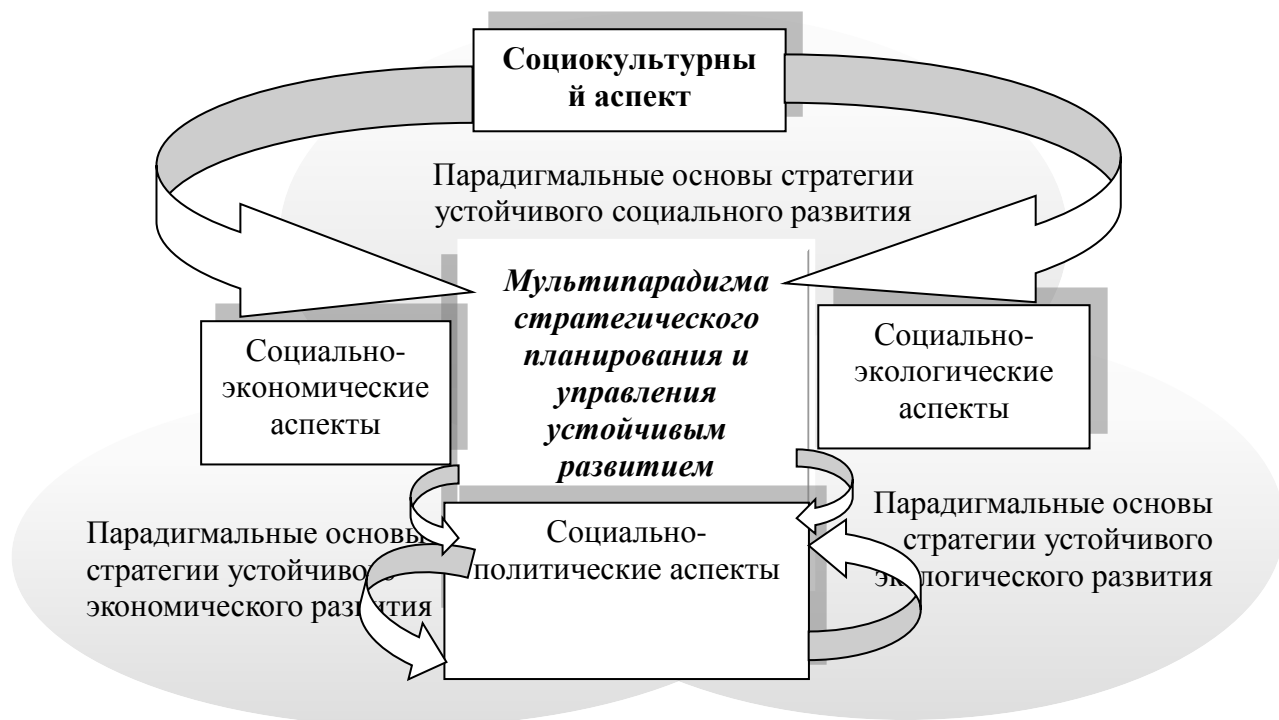 Социокультурны
й аспект
Парадигмальные основы стратегии
устойчивого социального развития
Мультипарадигма
стратегического
планирования и
управления
устойчивым
развитием
Социально-
экономические
аспекты
Социально-
экологические
аспекты
Парадигмальные основы
стратегии устойчивого
экономического развития
Социально-
политические аспекты
Парадигмальные основы
стратегии устойчивого
экологического развития